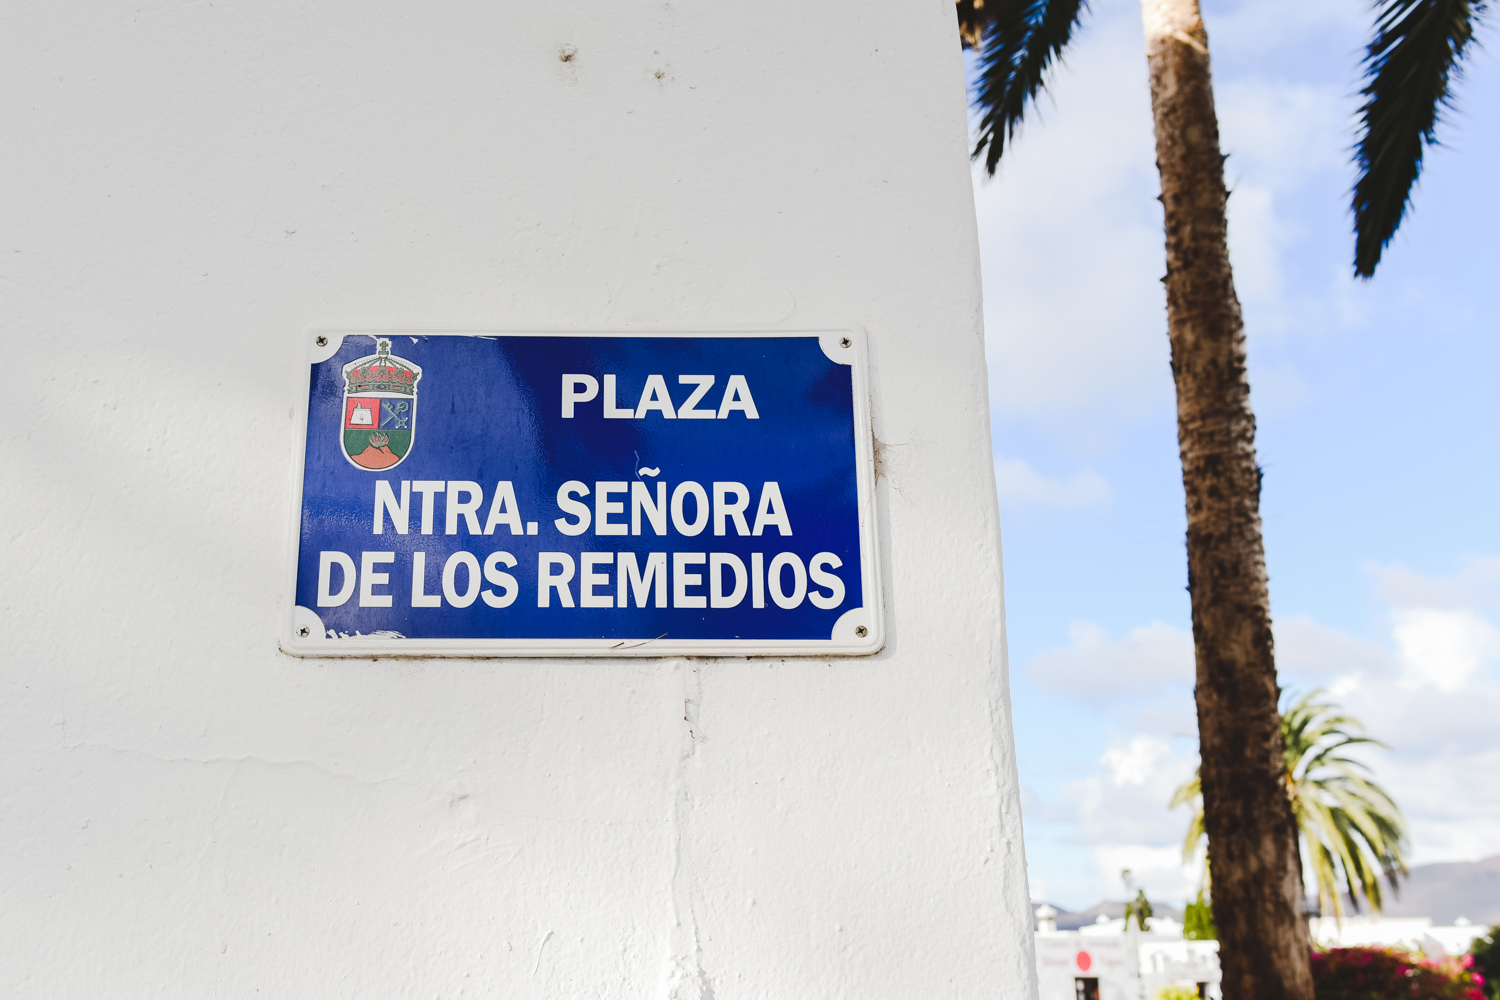 PLAZA
NTRA. SEÑORA
DE LOS REMEDIOS